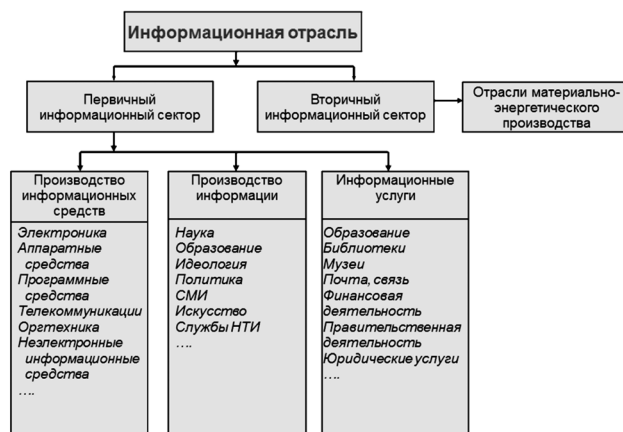 Информационная отрасль
Первичный
информационный сектор
Вторичный
информационный сектор
Отрасли материально-
энергетического
производства
Производство
информационных
средств
Электроника
Аппаратные
средства
Программные
средства
Телекоммуникации
Оргтехника
Неэлектронные
информационные
средства
….
Производство
информации
Наука
Образование
Идеология
Политика
СМИ
Искусство
Службы НТИ
….
Информационные
услуги
Образование
Библиотеки
Музеи
Почта, связь
Финансовая
деятельность
Правительственная
деятельность
Юридические услуги
….